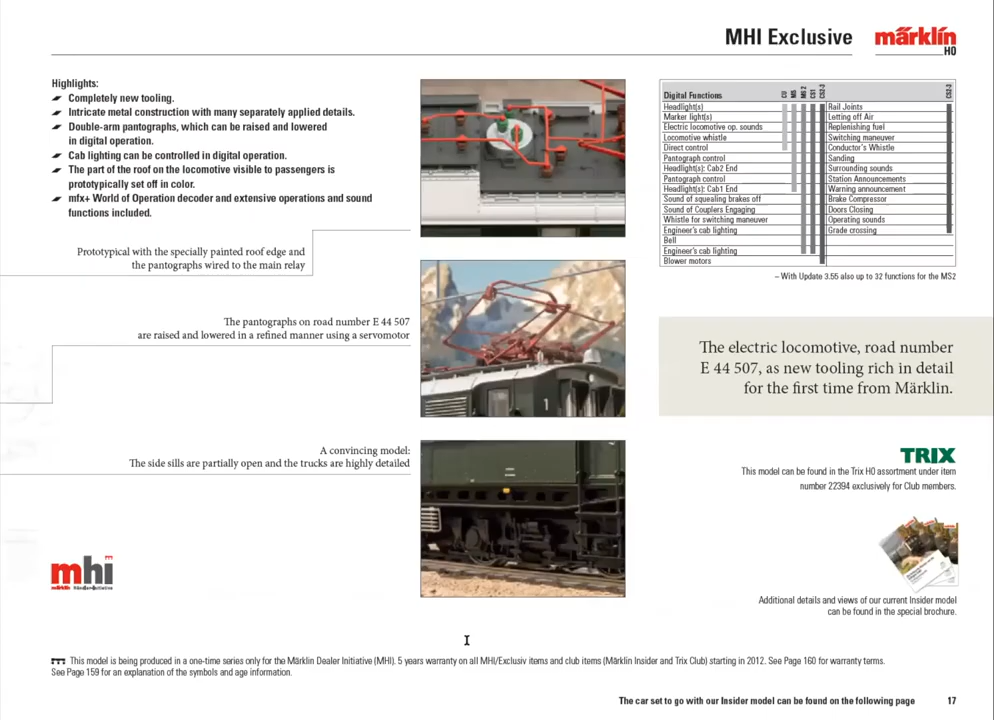 MHI Exclusive
märklín
H0
Highlights:
Completely new tooling.
Intricate metal construction with many separately applied details.
Double-arm pantographs, which can be raised and lowered
in digital operation.
Cab lighting can be controlled in digital operation.
The part of the roof on the locomotive visible to passengers is
prototypically set off in color.
mfx+ World of Operation decoder and extensive operations and sound
functions included.
Prototypical with the specially painted roof edge and
the pantographs wired to the main relay
The pantographs on road number E 44 507
are raised and lowered in a refined manner using a servomotor
1
A convincing model:
The side sills are partially open and the trucks are highly detailed
mhi
märklin Händler-Initiative
Digital Functions
CU
MS
MS 2
CS1
CS2-3
Headlight(s)
Marker light(s)
Electric locomotive op. sounds
Locomotive whistle
Direct control
Pantograph control
Headlight(s): Cab2 End
Pantograph control
Headlight(s): Cab1 End
Sound of squealing brakes off
Sound of Couplers Engaging
Whistle for switching maneuver
Engineer's cab lighting
Bell
Engineer's cab lighting
Blower motors
CS2-3
Rail Joints
Letting off Air
Replenishing fuel
Switching maneuver
Conductor's Whistle
Sanding
Surrounding sounds
Station Announcements
Warning announcement
Brake Compressor
Doors Closing
Operating sounds
Grade crossing
– With Update 3.55 also up to 32 functions for the MS2
The electric locomotive, road number
E 44 507, as new tooling rich in detail
for the first time from Märklin.
TRIX
This model can be found in the Trix H0 assortment under item
number 22394 exclusively for Club members.
Additional details and views of our current Insider model
can be found in the special brochure.
This model is being produced in a one-time series only for the Märklin Dealer Initiative (MHI). 5 years warranty on all MHI/Exclusiv items and club items (Märklin Insider and Trix Club) starting in 2012. See Page 160 for warranty terms.
See Page 159 for an explanation of the symbols and age information.
The car set to go with our Insider model can be found on the following page
17